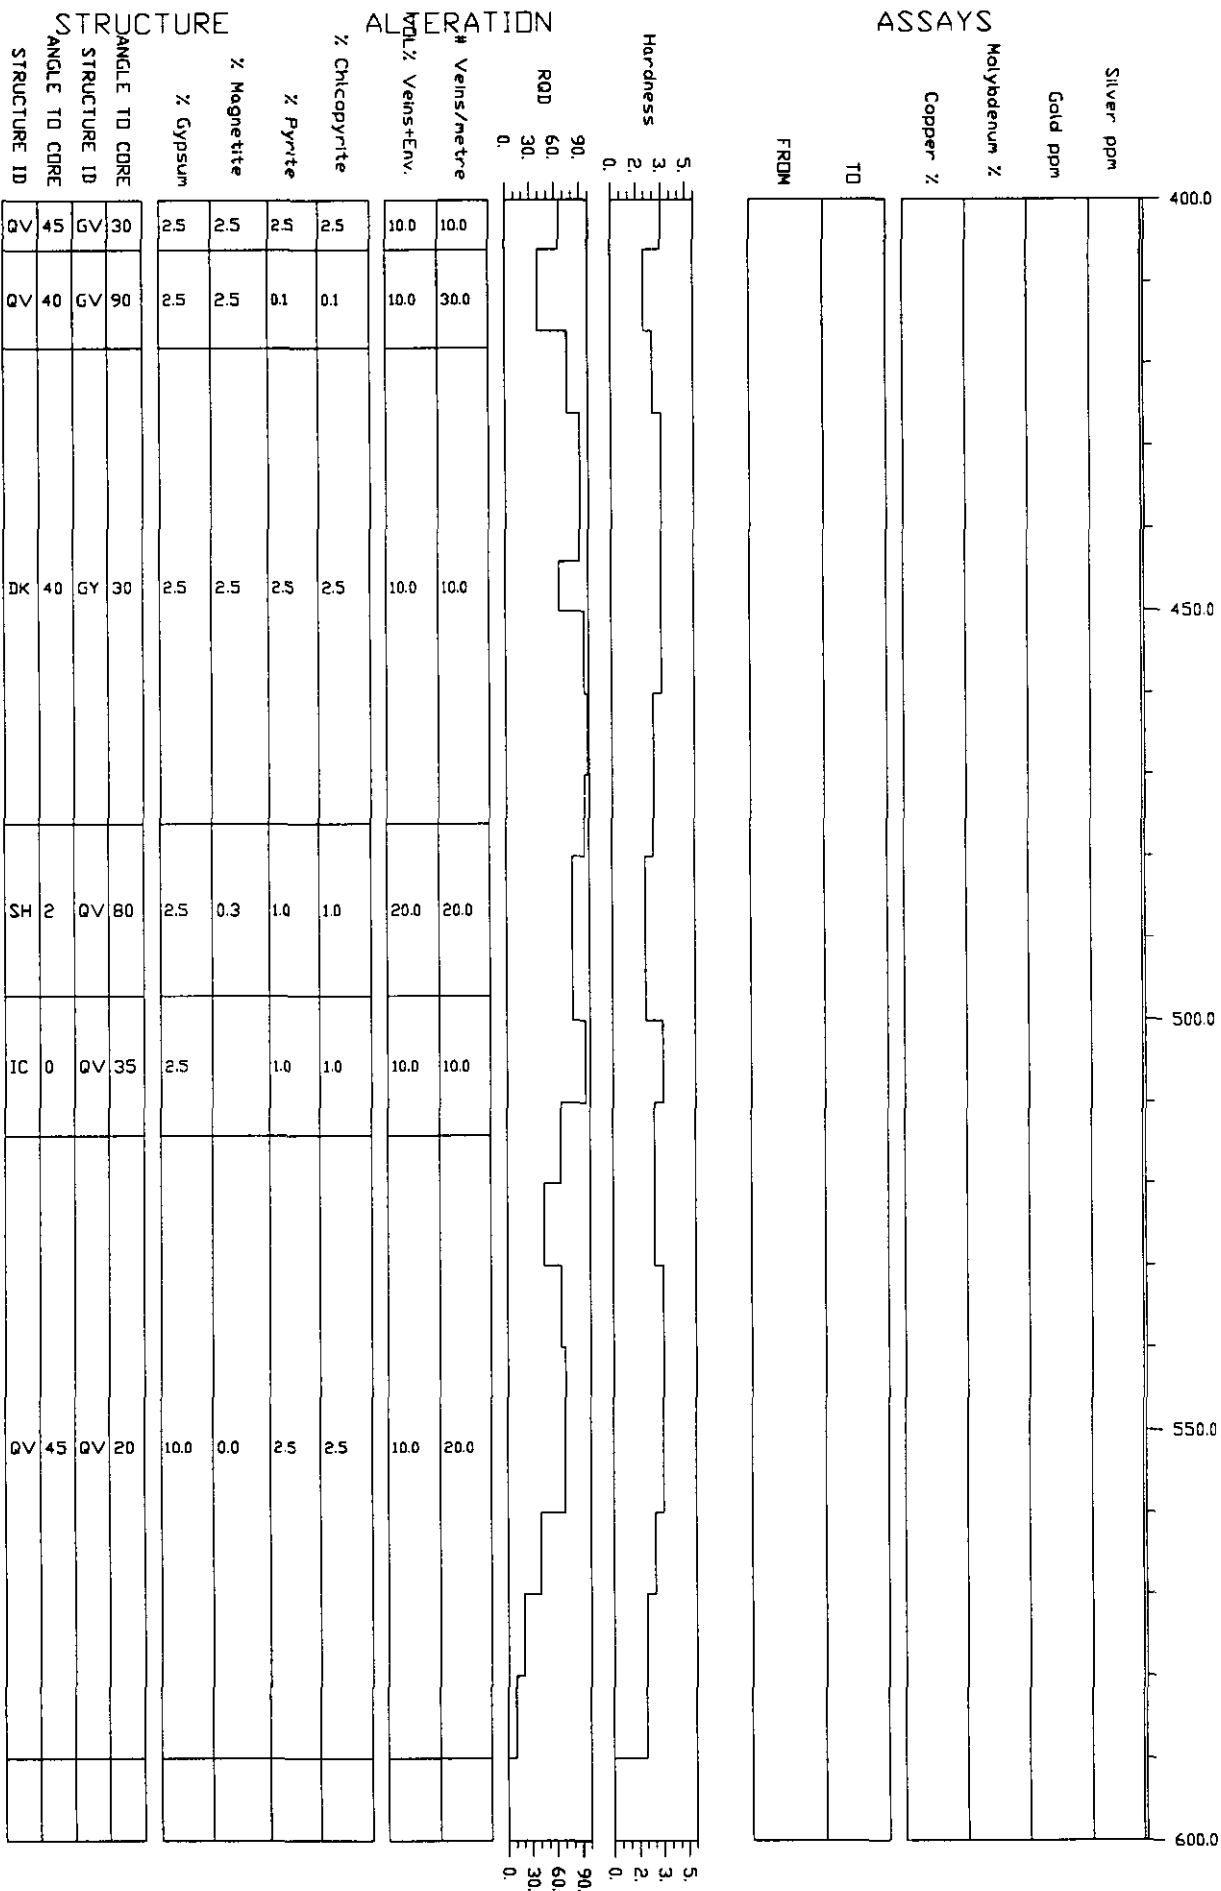 STRUCTURE ALTERATION ASSAYS
STRUCTURE ID
ANGLE TO CORE
STRUCTURE ID
ANGLE TO CORE
% Gypsum
% Magnetite
% Pyrite
% Chlcopyrite
VOL% Veins+Env.
# Veins/metre
RQD
Hardness
FROM
TO
Copper %
Molybdenum %
Gold ppm
Silver ppm
0. 30. 60. 90.
0. 2. 3. 5.
400.0
QV 45 GV 30 2.5 2.5 2.5 2.5 10.0 10.0
QV 40 GV 90 2.5 2.5 0.1 0.1 10.0 30.0
DK 40 GY 30 2.5 2.5 2.5 2.5 10.0 10.0
450.0
SH 2 QV 80 2.5 0.3 1.0 1.0 20.0 20.0
500.0
IC 0 QV 35 2.5 1.0 1.0 10.0 10.0
550.0
QV 45 QV 20 10.0 0.0 2.5 2.5 10.0 20.0
600.0
0. 30. 60. 90.
0. 2. 3. 5.